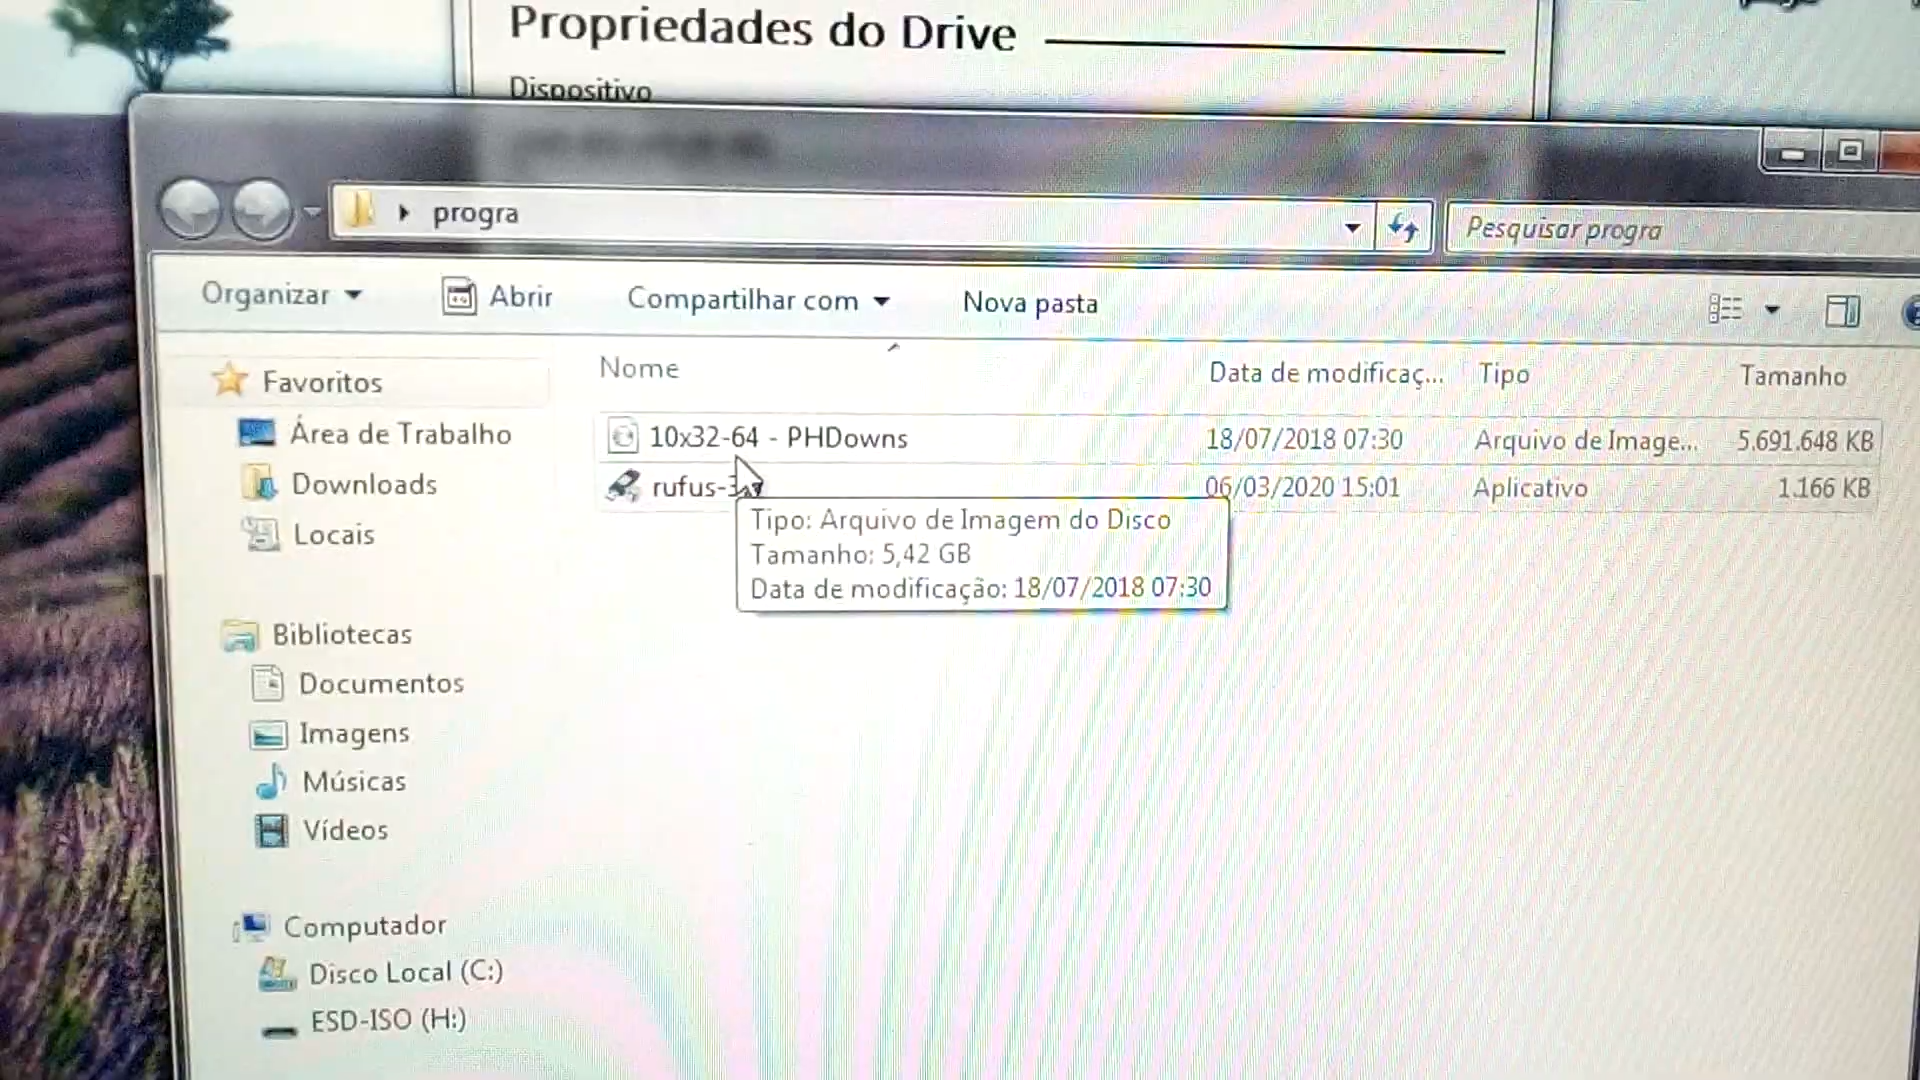 Propriedades do Drive
Dispositivo
progra
Pesquisar progra
Organizar
Abrir
Compartilhar com
Nova pasta
Nome
Data de modificaç...
Tipo
Tamanho
Favoritos
Área de Trabalho
Downloads
Locais
10x32-64 - PHDowns
18/07/2018 07:30
Arquivo de Image...
5.691.648 KB
rufus-
06/03/2020 15:01
Aplicativo
1.166 KB
Tipo: Arquivo de Imagem do Disco
Tamanho: 5,42 GB
Data de modificação: 18/07/2018 07:30
Bibliotecas
Documentos
Imagens
Músicas
Vídeos
Computador
Disco Local (C:)
ESD-ISO (H:)